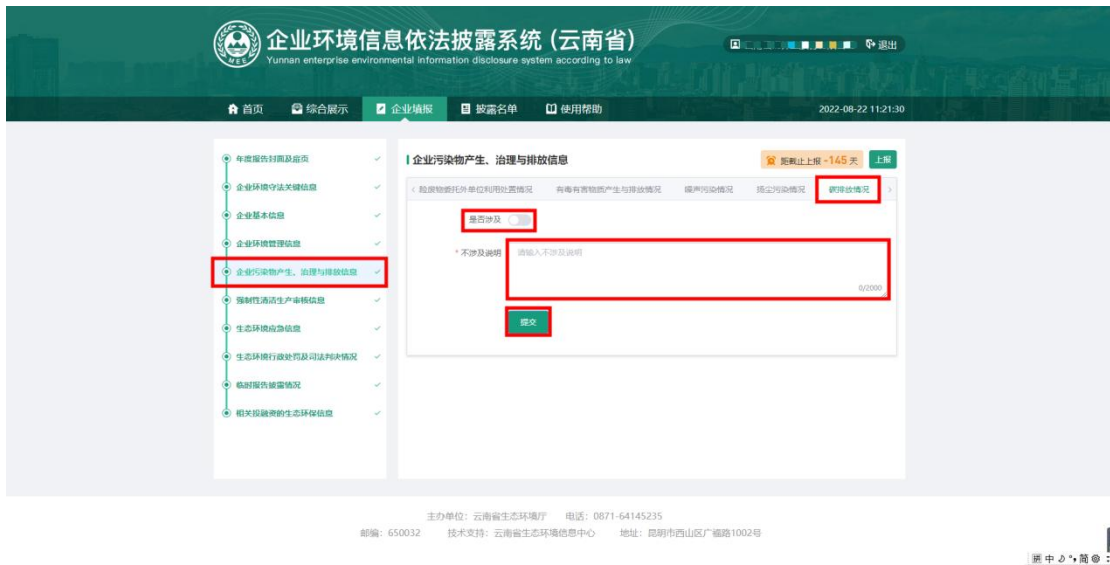 企业环境信息依法披露系统 (云南省)
Yunnan enterprise environmental information disclosure system according to law
退出
首页 综合展示 企业填报 披露名单 使用帮助 2022-08-22 11:21:30
年度报告封面及扉页
企业环境守法关键信息
企业基本信息
企业环境管理信息
企业污染物产生、治理与排放信息
强制性清洁生产审核信息
生态环境应急信息
生态环境行政处罚及司法判决情况
临时报告披露情况
相关投融资的生态环保信息
企业污染物产生、治理与排放信息 距截止上报 -145 天 上报
险废物委托外单位利用处置情况 有毒有害物质产生与排放情况 噪声污染情况 扬尘污染情况 碳排放情况
是否涉及
* 不涉及说明 请输入不涉及说明
0/2000
提交
主办单位：云南省生态环境厅 电话：0871-64145235
邮编：650032 技术支持：云南省生态环境信息中心 地址：昆明市西山区广福路1002号
中 简